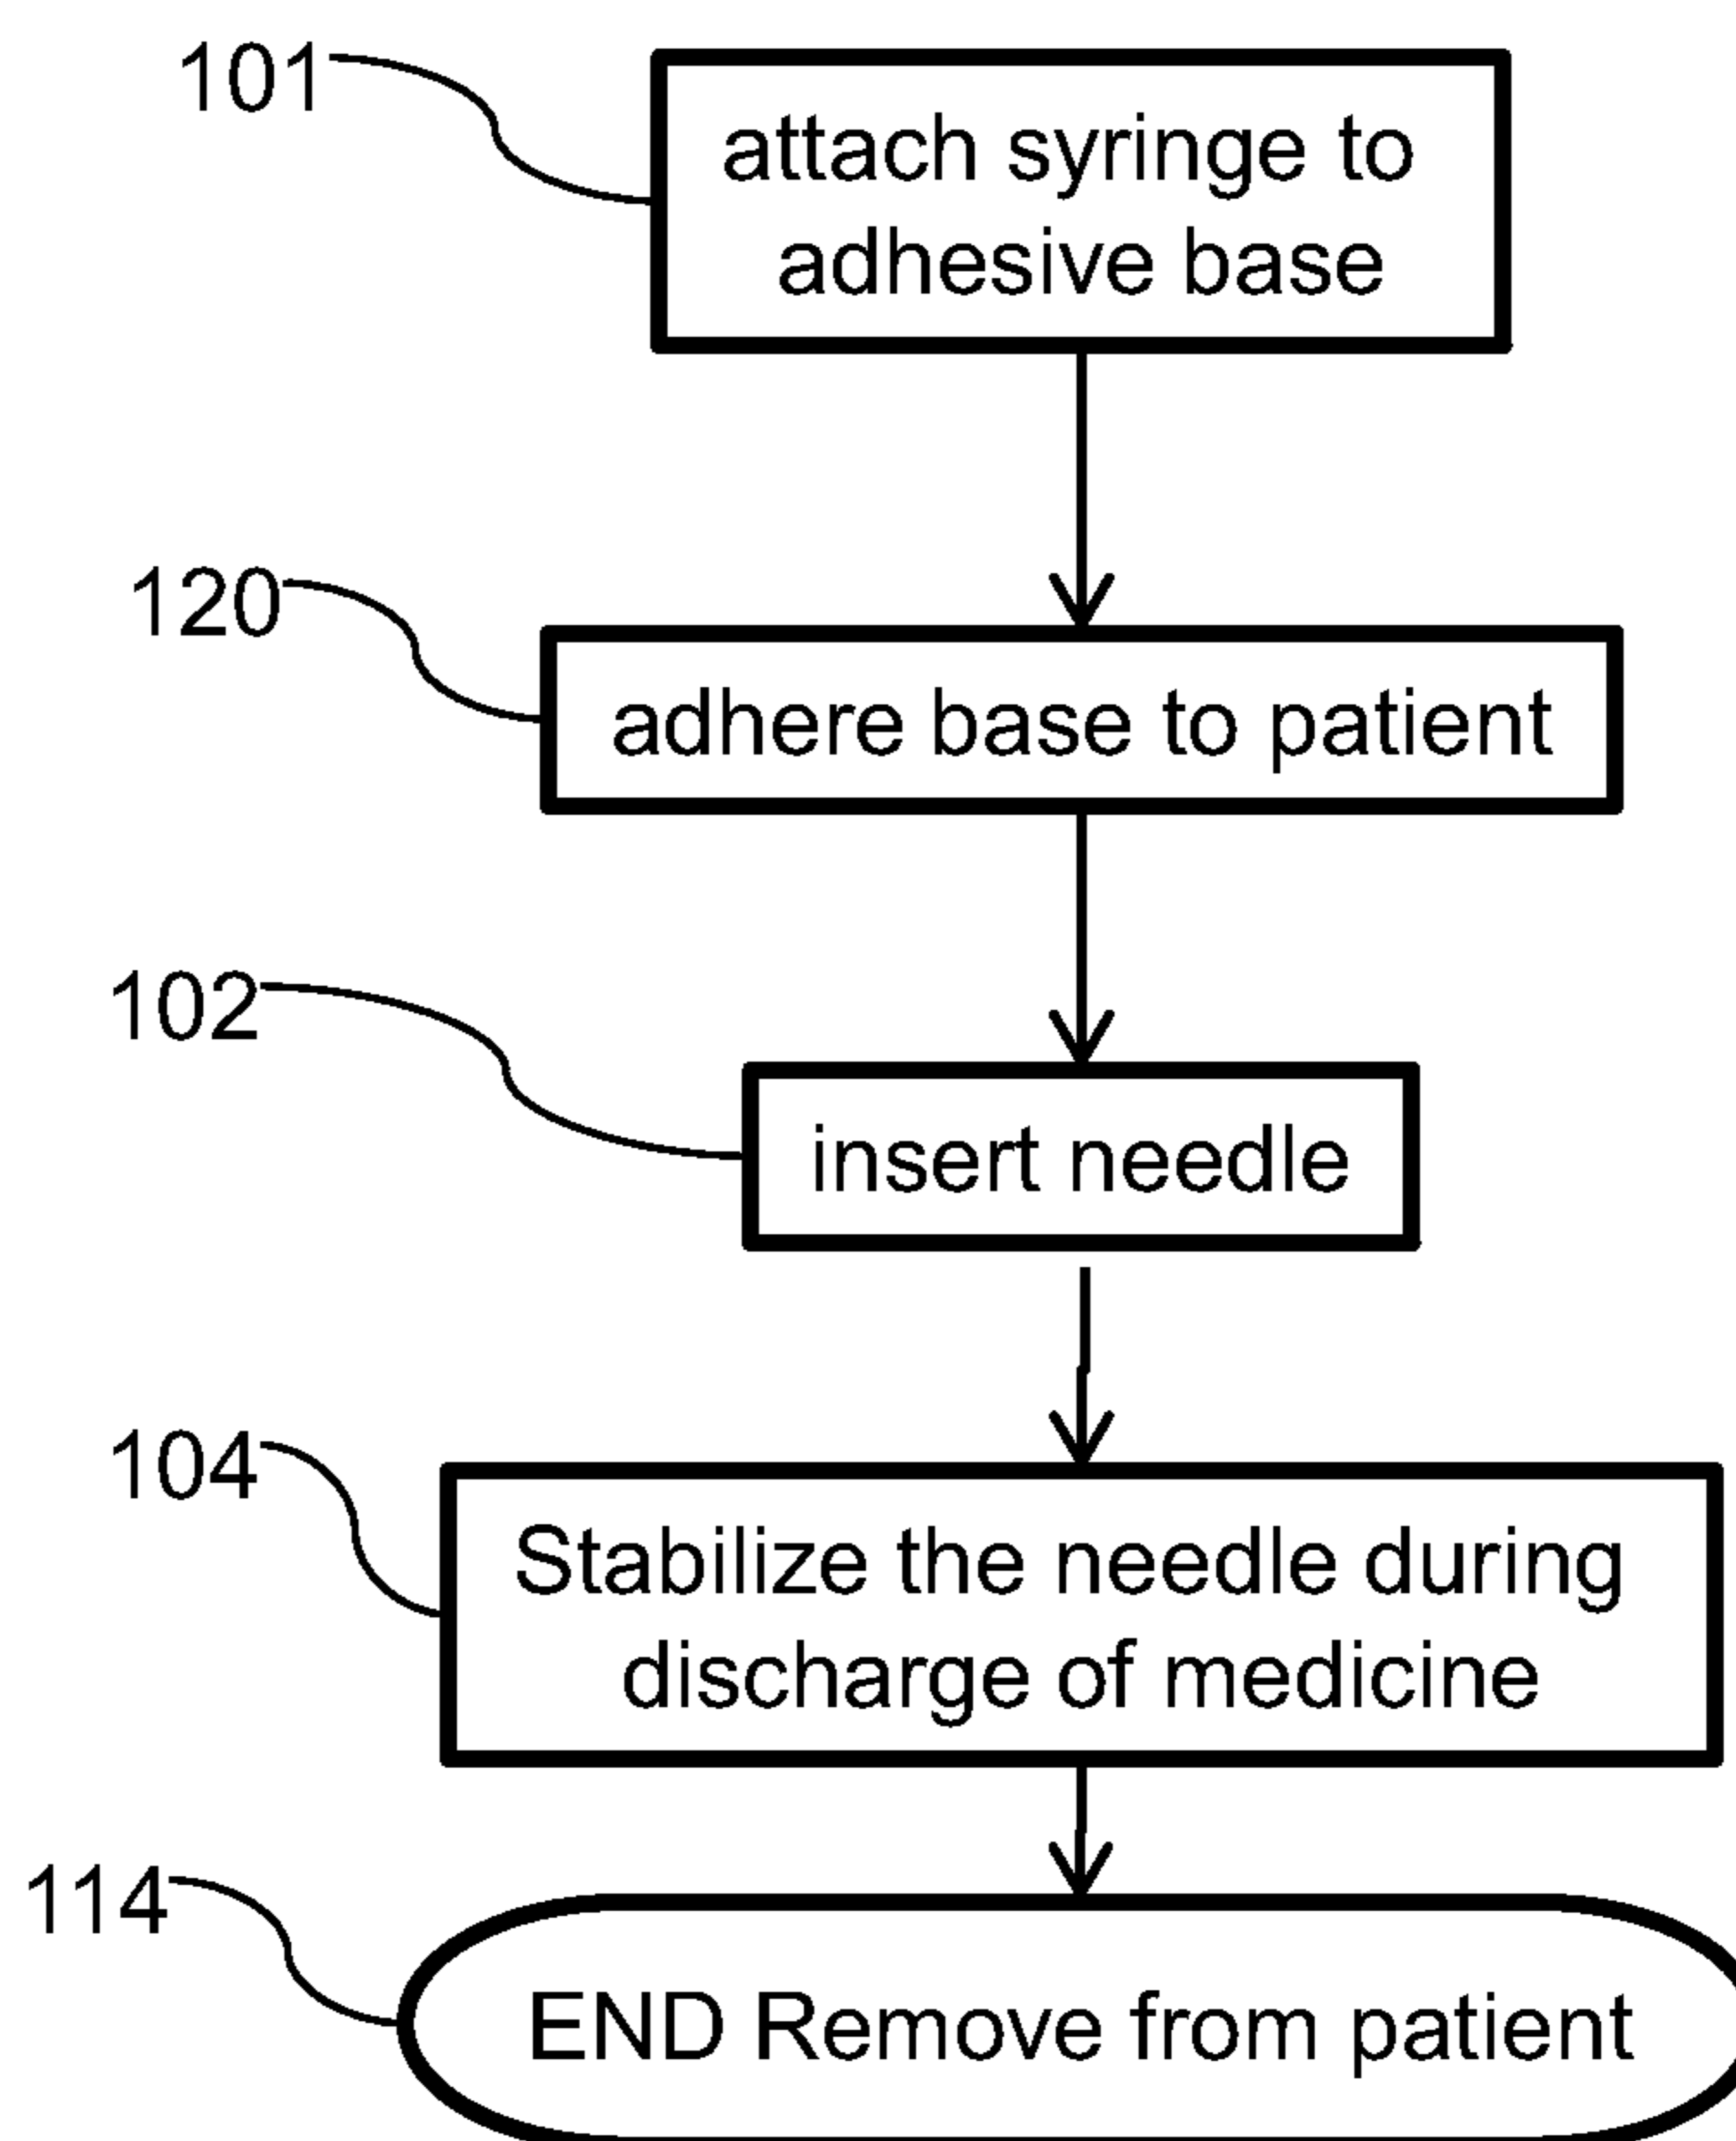 101
attach syringe to
adhesive base
120
adhere base to patient
102
insert needle
104
Stabilize the needle during
discharge of medicine
114
END Remove from patient